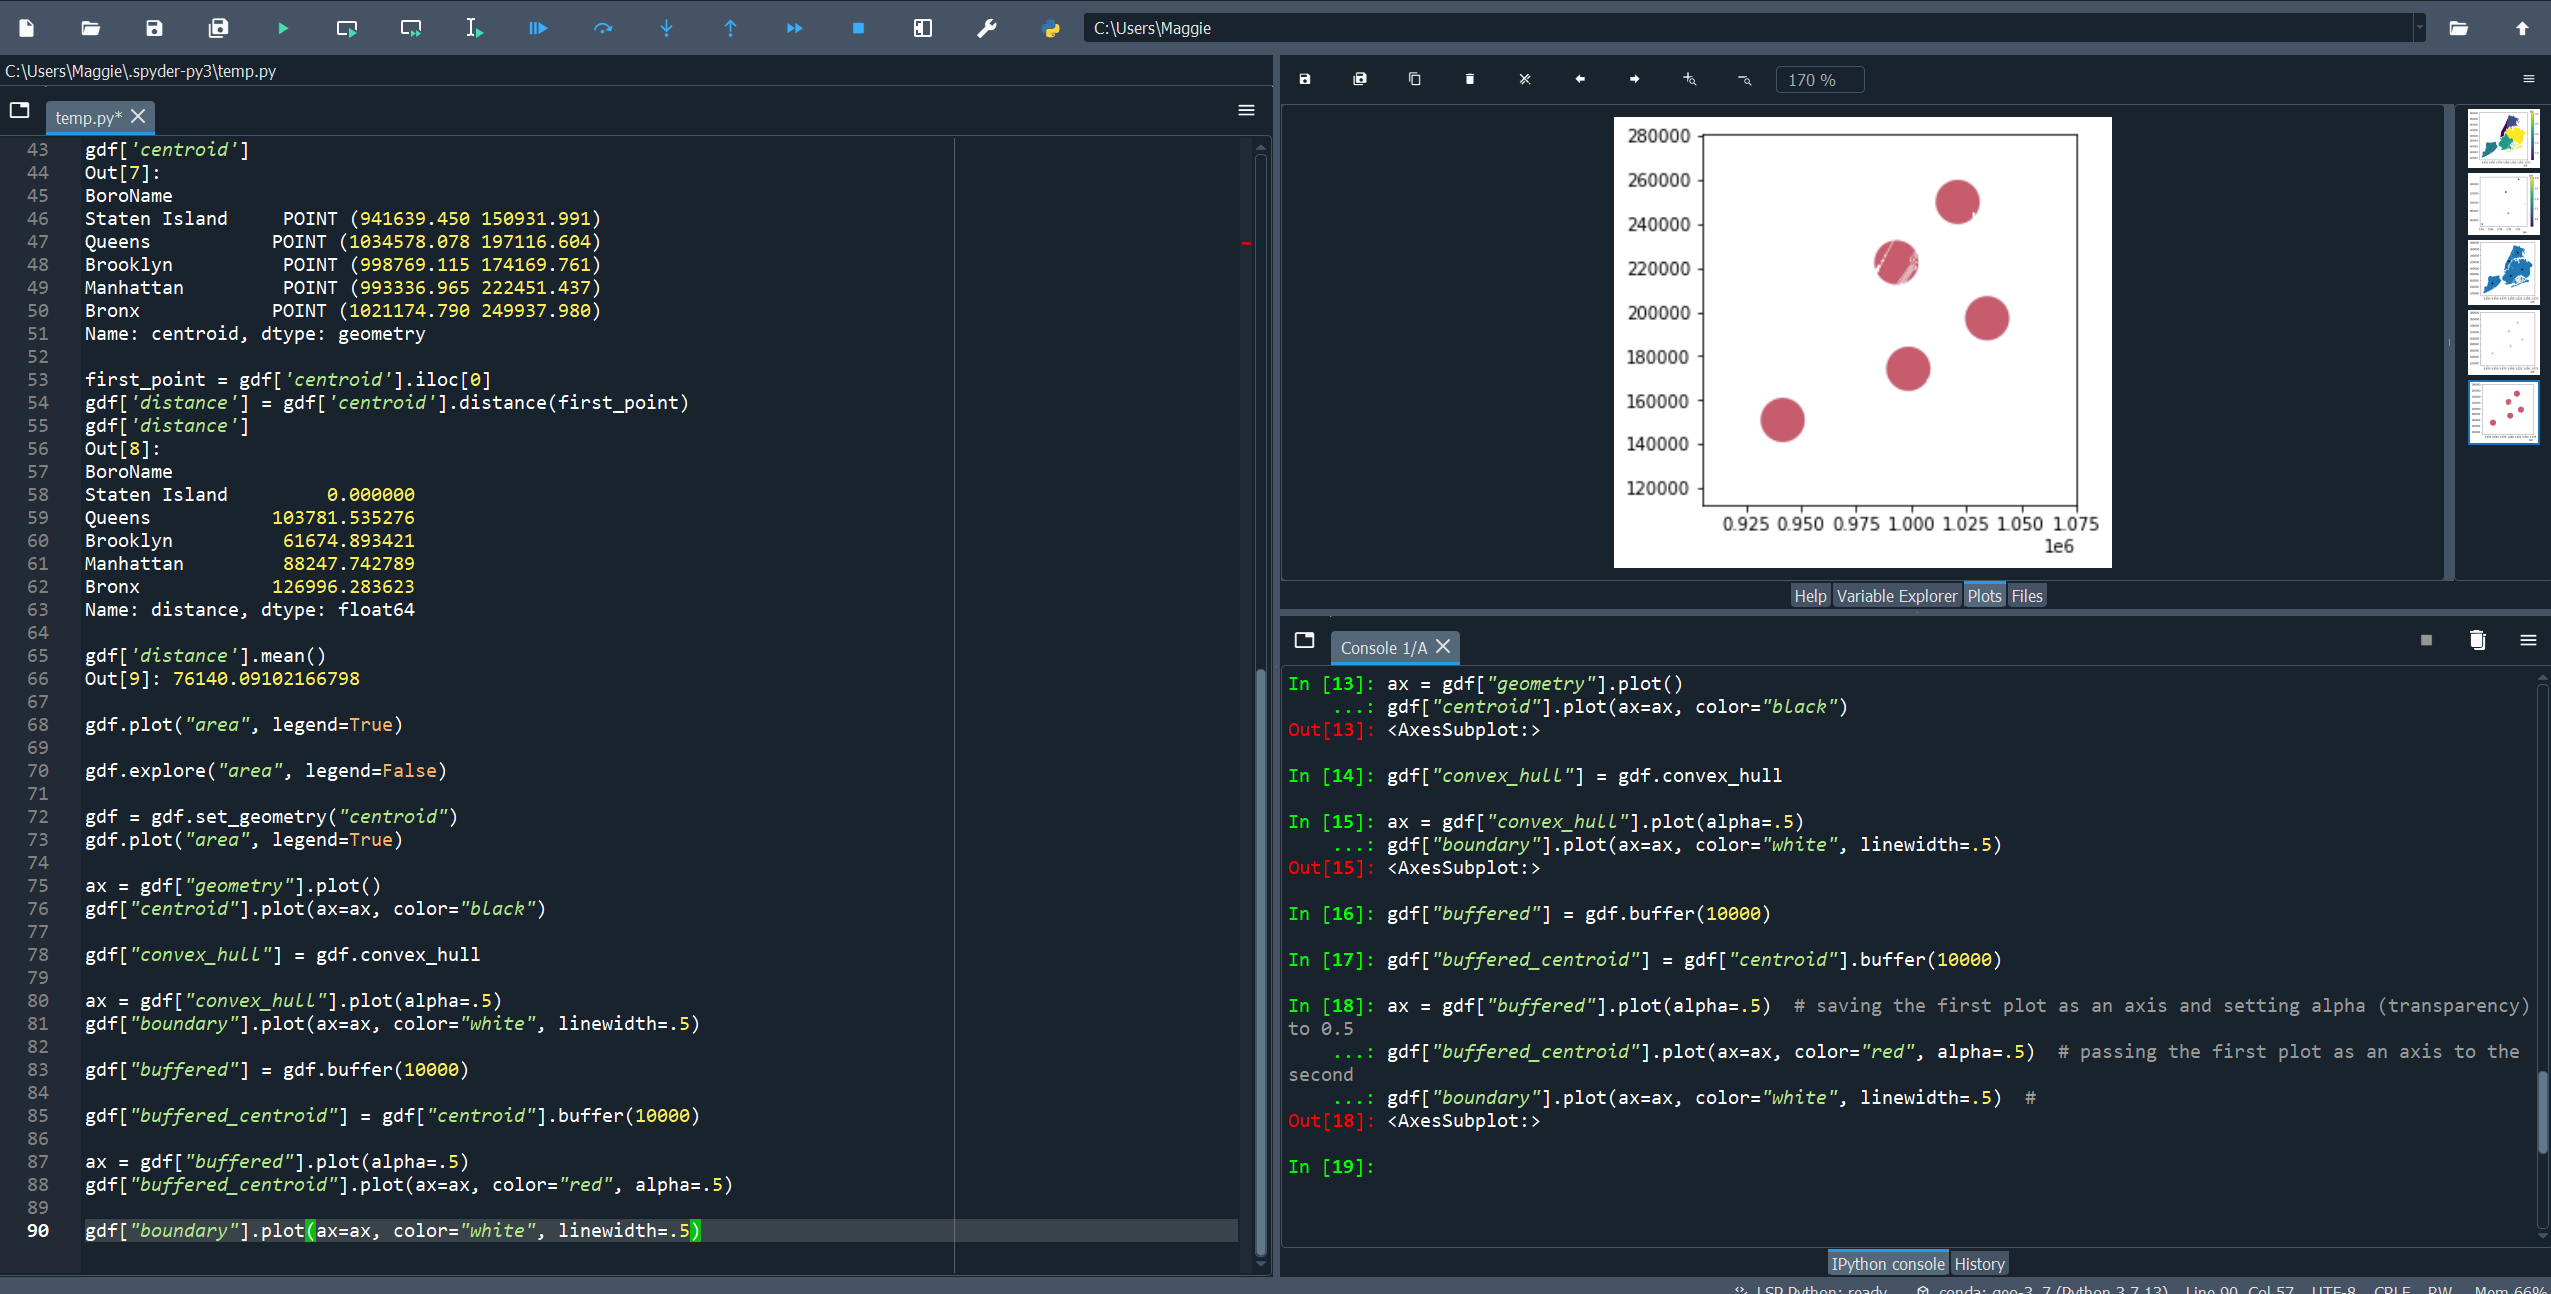 C:\Users\Maggie
C:\Users\Maggie\.spyder-py3\temp.py
temp.py*
43 gdf['centroid']
44 Out[7]:
45 BoroName
46 Staten Island     POINT (941639.450 150931.991)
47 Queens           POINT (1034578.078 197116.604)
48 Brooklyn          POINT (998769.115 174169.761)
49 Manhattan         POINT (993336.965 222451.437)
50 Bronx            POINT (1021174.790 249937.980)
51 Name: centroid, dtype: geometry
52
53 first_point = gdf['centroid'].iloc[0]
54 gdf['distance'] = gdf['centroid'].distance(first_point)
55 gdf['distance']
56 Out[8]:
57 BoroName
58 Staten Island         0.000000
59 Queens           103781.535276
60 Brooklyn          61674.893421
61 Manhattan         88247.742789
62 Bronx            126996.283623
63 Name: distance, dtype: float64
64
65 gdf['distance'].mean()
66 Out[9]: 76140.09102166798
67
68 gdf.plot("area", legend=True)
69
70 gdf.explore("area", legend=False)
71
72 gdf = gdf.set_geometry("centroid")
73 gdf.plot("area", legend=True)
74
75 ax = gdf["geometry"].plot()
76 gdf["centroid"].plot(ax=ax, color="black")
77
78 gdf["convex_hull"] = gdf.convex_hull
79
80 ax = gdf["convex_hull"].plot(alpha=.5)
81 gdf["boundary"].plot(ax=ax, color="white", linewidth=.5)
82
83 gdf["buffered"] = gdf.buffer(10000)
84
85 gdf["buffered_centroid"] = gdf["centroid"].buffer(10000)
86
87 ax = gdf["buffered"].plot(alpha=.5)
88 gdf["buffered_centroid"].plot(ax=ax, color="red", alpha=.5)
89
90 gdf["boundary"].plot(ax=ax, color="white", linewidth=.5)
170 %
280000
260000
240000
220000
200000
180000
160000
140000
120000
0.925 0.950 0.975 1.000 1.025 1.050 1.075
1e6
Help Variable Explorer Plots Files
Console 1/A
In [13]: ax = gdf["geometry"].plot()
...: gdf["centroid"].plot(ax=ax, color="black")
Out[13]: <AxesSubplot:>
In [14]: gdf["convex_hull"] = gdf.convex_hull
In [15]: ax = gdf["convex_hull"].plot(alpha=.5)
...: gdf["boundary"].plot(ax=ax, color="white", linewidth=.5)
Out[15]: <AxesSubplot:>
In [16]: gdf["buffered"] = gdf.buffer(10000)
In [17]: gdf["buffered_centroid"] = gdf["centroid"].buffer(10000)
In [18]: ax = gdf["buffered"].plot(alpha=.5)  # saving the first plot as an axis and setting alpha (transparency)
to 0.5
...: gdf["buffered_centroid"].plot(ax=ax, color="red", alpha=.5)  # passing the first plot as an axis to the
second
...: gdf["boundary"].plot(ax=ax, color="white", linewidth=.5)  #
Out[18]: <AxesSubplot:>
In [19]:
IPython console History
LSP Python: ready conda: geo-3_7 (Python 3.7.13) Line 90, Col 57 UTF-8 CRLF RW Mem 66%